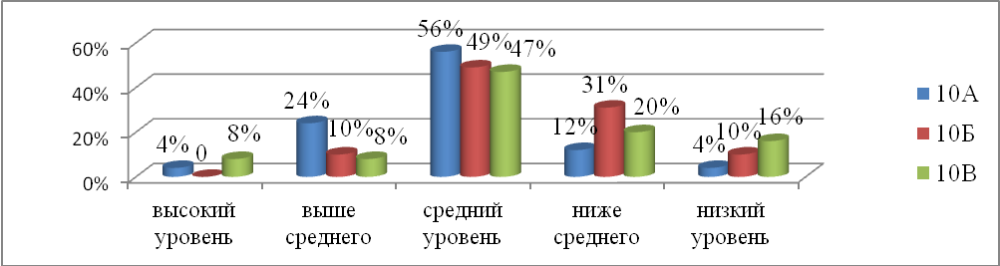 60%
40%
20%
0%
4%
0
8%
24%
10%
8%
56%
49%
47%
12%
31%
20%
4%
10%
16%
высокий
уровень
выше
среднего
средний
уровень
ниже
среднего
низкий
уровень
10А
10Б
10В